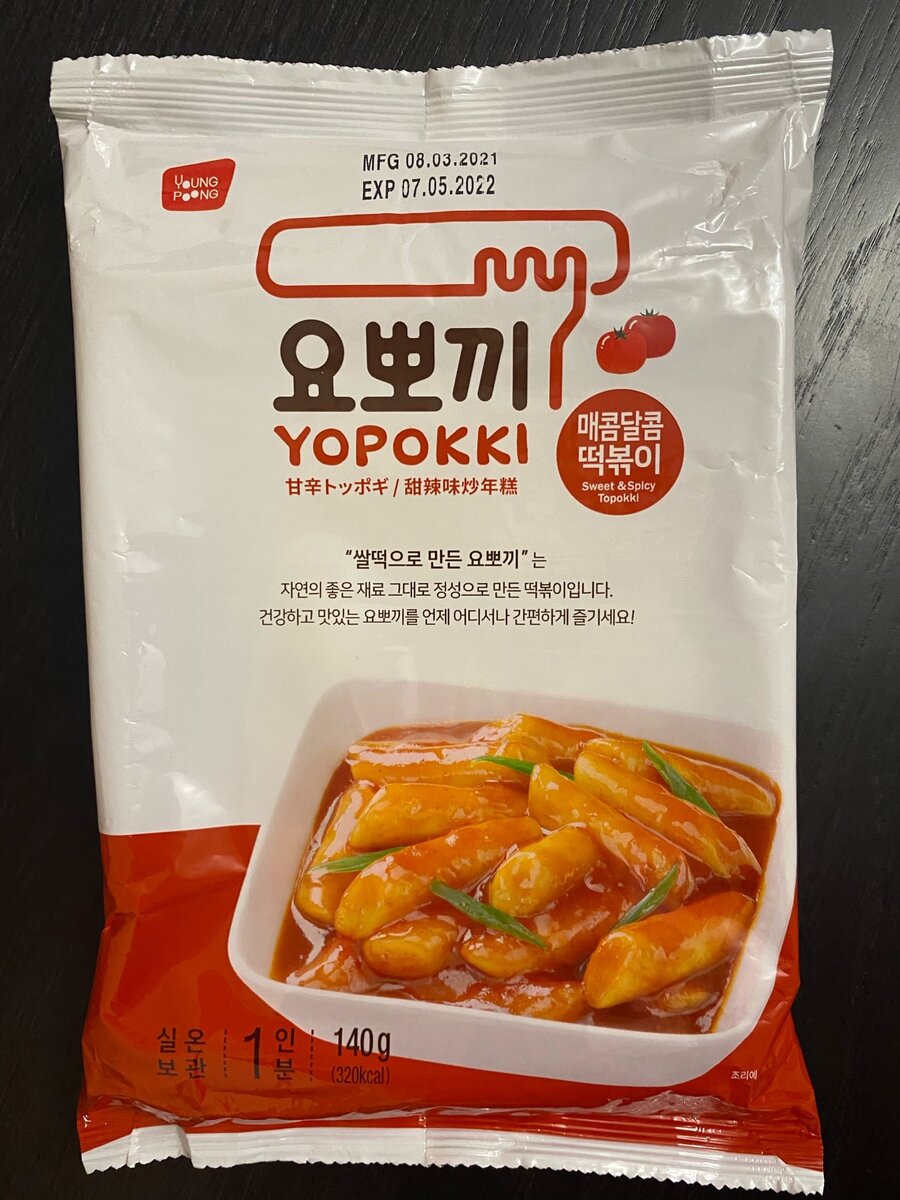 YOUNG
POONG
MFG 08.03.2021
EXP 07.05.2022
요뽀끼
YOPOKKI
甘辛トッポギ / 甜辣味炒年糕
매콤달콤
떡볶이
Sweet &Spicy
Topokki
“쌀떡으로 만든 요뽀끼” 는
자연의 좋은 재료 그대로 정성으로 만든 떡볶이입니다.
건강하고 맛있는 요뽀끼를 언제 어디서나 간편하게 즐기세요!
실온
보관
1인분
140g
(320kcal)
조리예